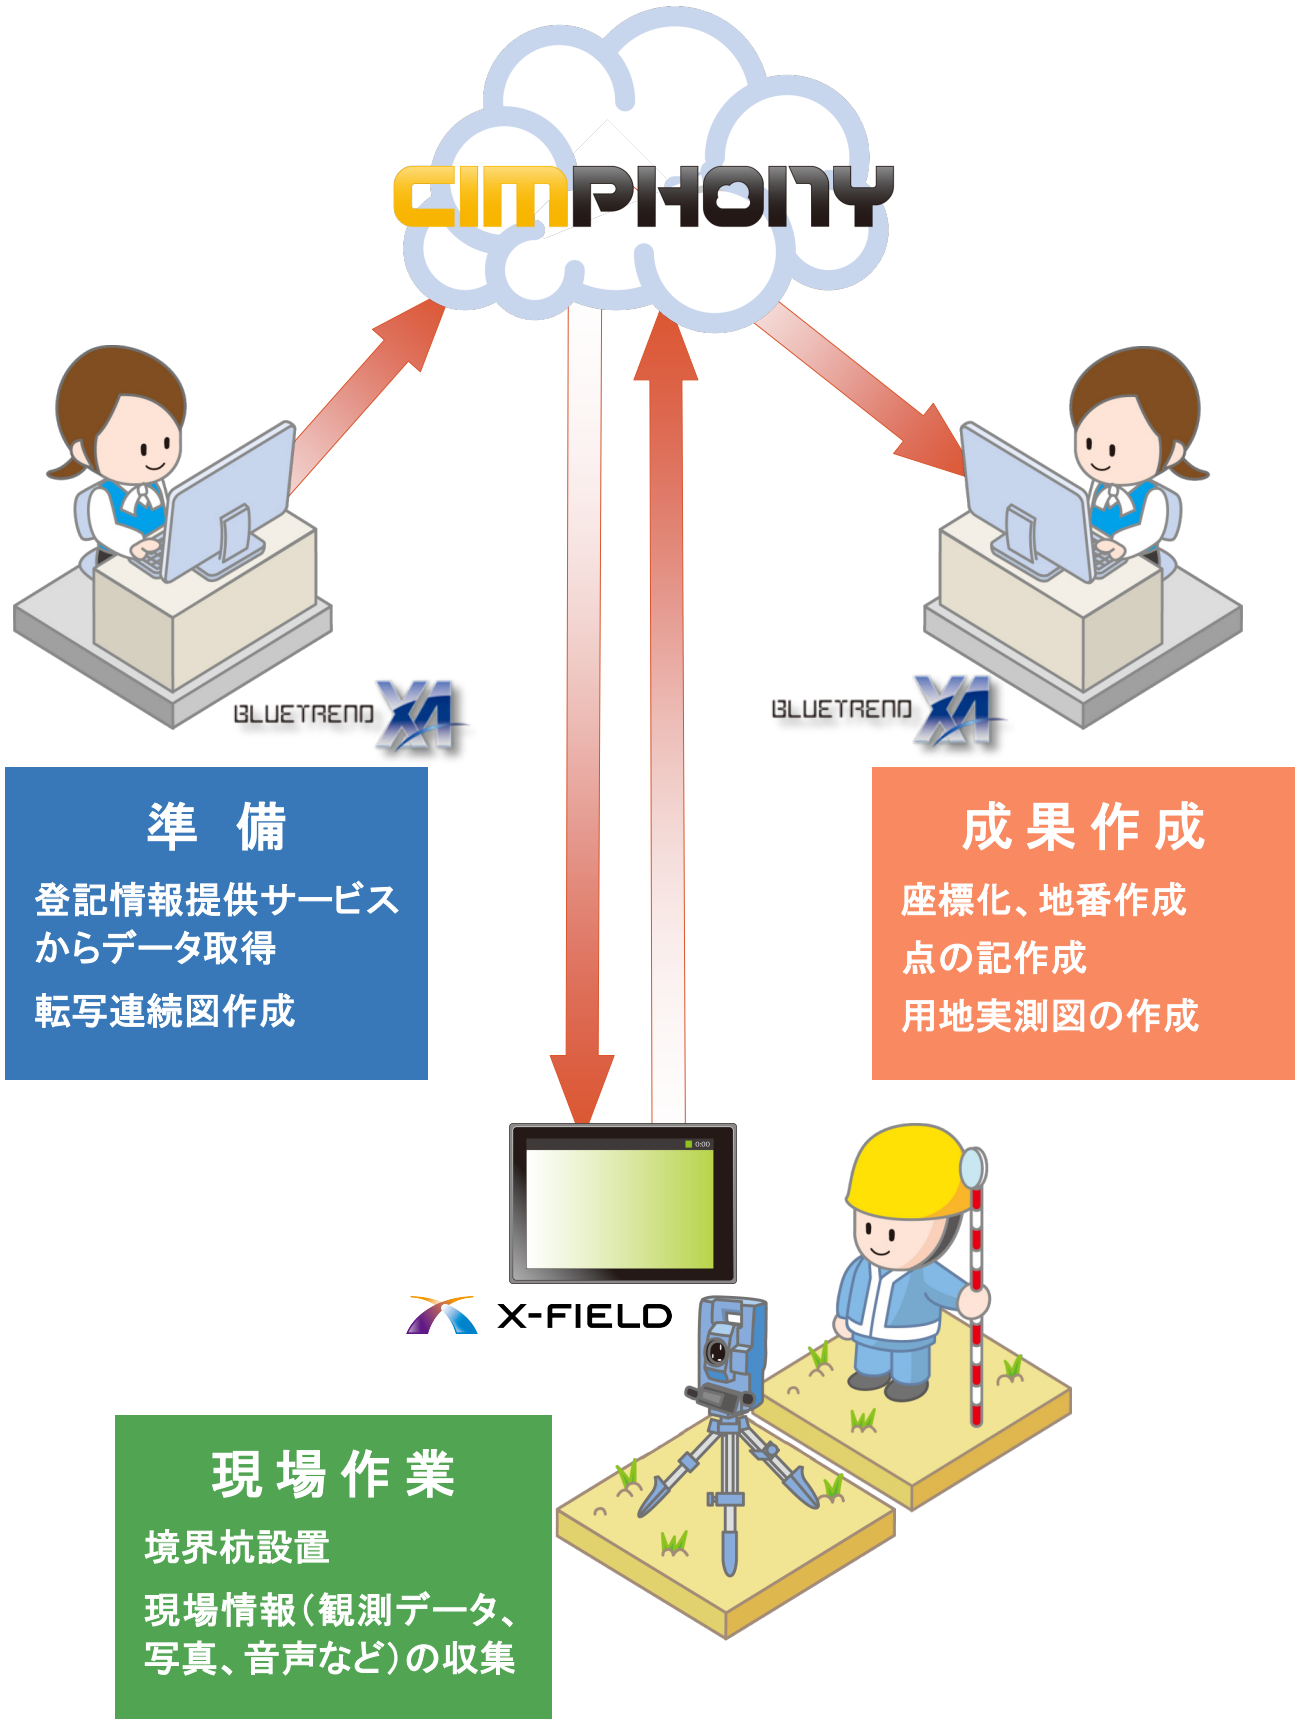 CIMPHONY
BLUETREND XA
BLUETREND XA
準 備
登記情報提供サービス
からデータ取得
転写連続図作成
成果作成
座標化、地番作成
点の記作成
用地実測図の作成
0:00
X-FIELD
現場作業
境界杭設置
現場情報（観測データ、
写真、音声など）の収集